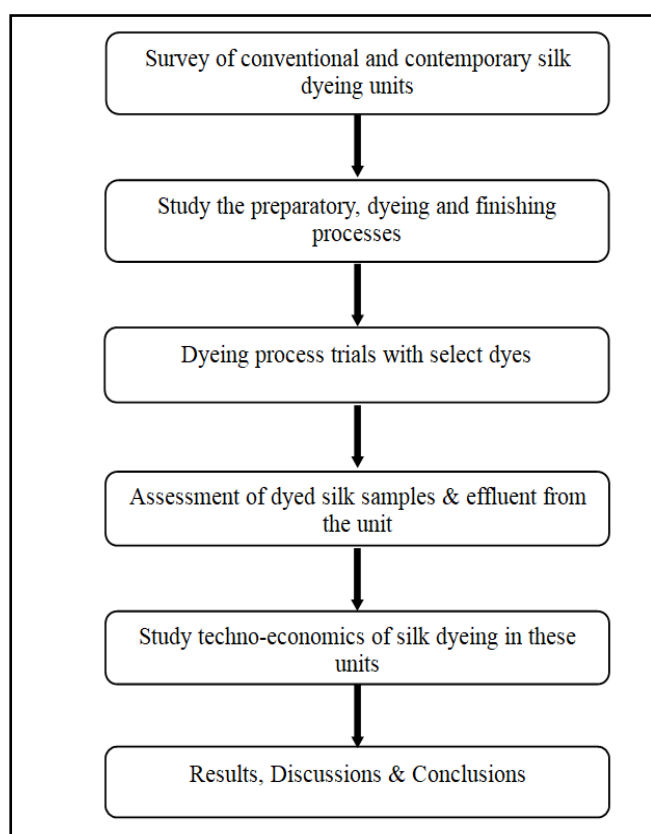 Survey of conventional and contemporary silk
dyeing units
Study the preparatory, dyeing and finishing
processes
Dyeing process trials with select dyes
Assessment of dyed silk samples & effluent from
the unit
Study techno-economics of silk dyeing in these
units
Results, Discussions & Conclusions